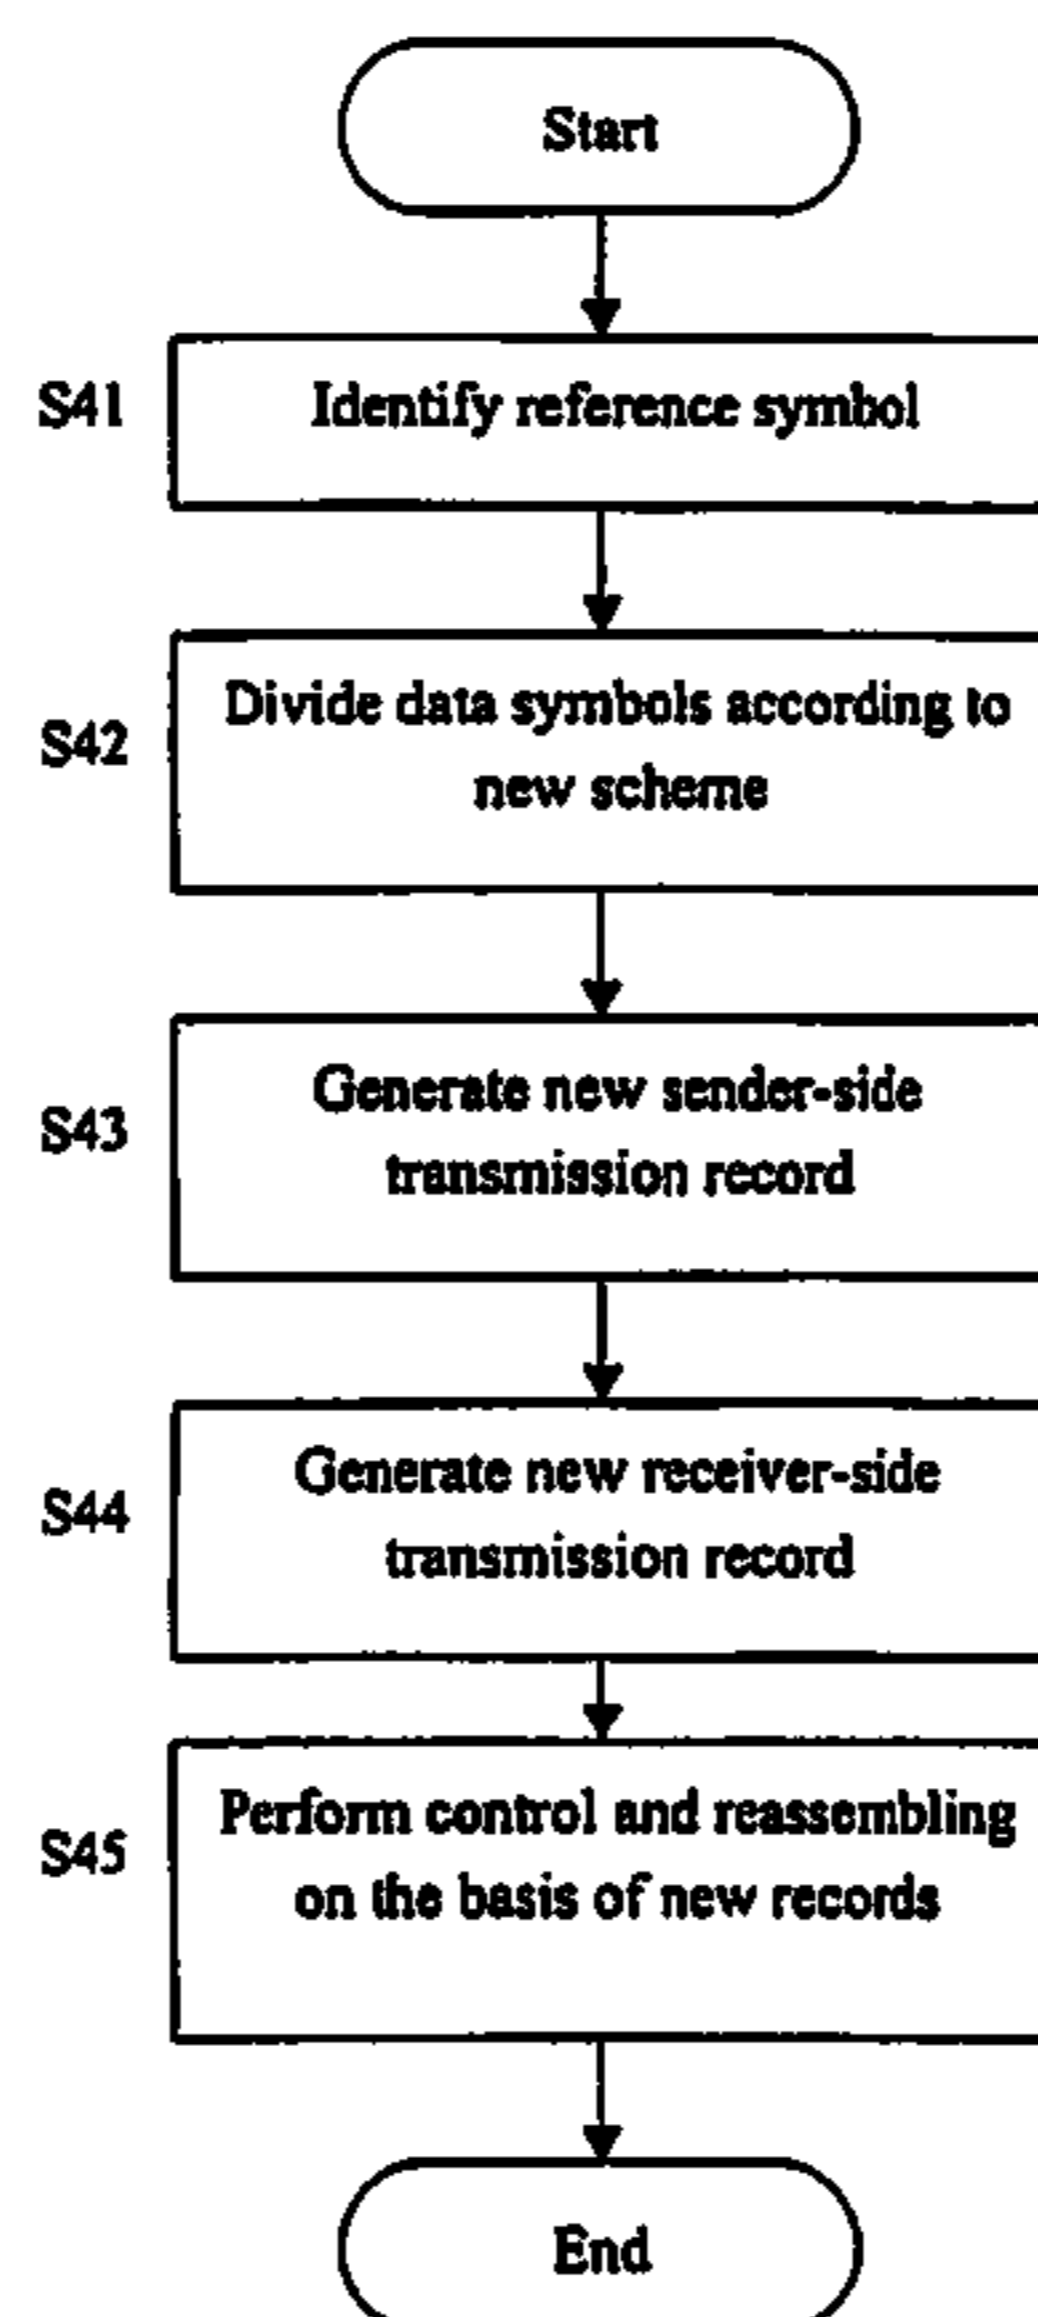 Start
S41
Identify reference symbol
S42
Divide data symbols according to
new scheme
S43
Generate new sender-side
transmission record
S44
Generate new receiver-side
transmission record
S45
Perform control and reassembling
on the basis of new records
End